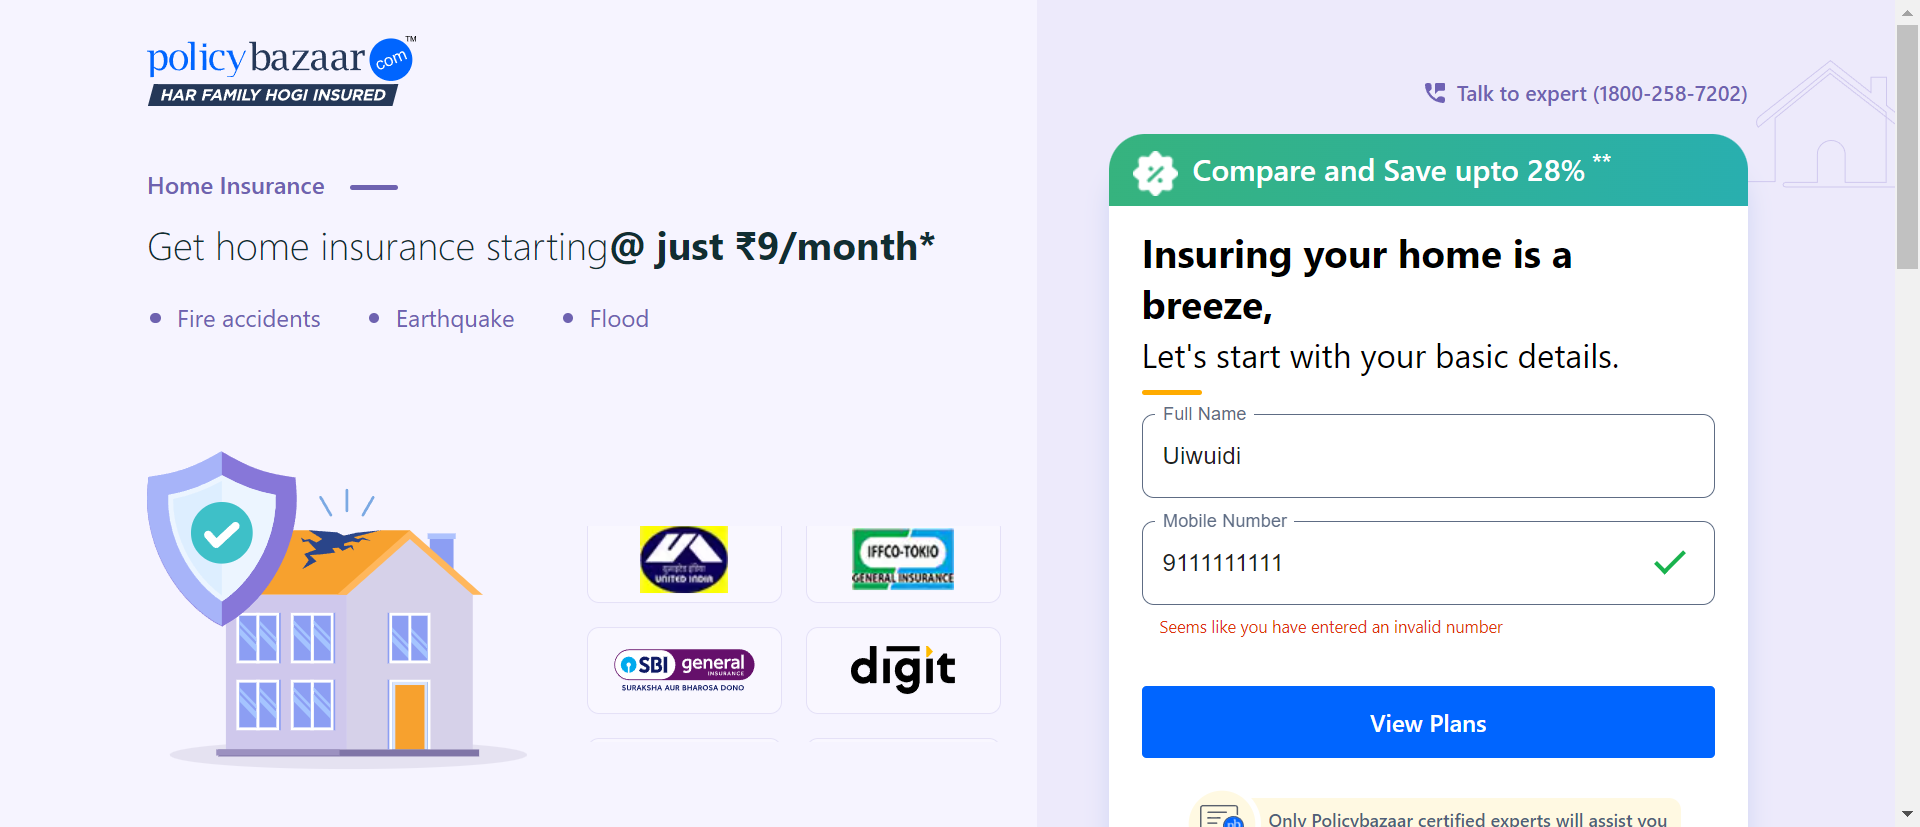 policybazaar com TM
HAR FAMILY HOGI INSURED
Talk to expert (1800-258-7202)
Home Insurance
Get home insurance starting@ just ₹9/month*
Fire accidents
Earthquake
Flood
UNITED INDIA
IFFCO-TOKIO
GENERAL INSURANCE
SBI general
INSURANCE
SURAKSHA AUR BHAROSA DONO
digit
Compare and Save upto 28% **
Insuring your home is a
breeze,
Let's start with your basic details.
Full Name
Uiwuidi
Mobile Number
9111111111
Seems like you have entered an invalid number
View Plans
pb
Only Policybazaar certified experts will assist you